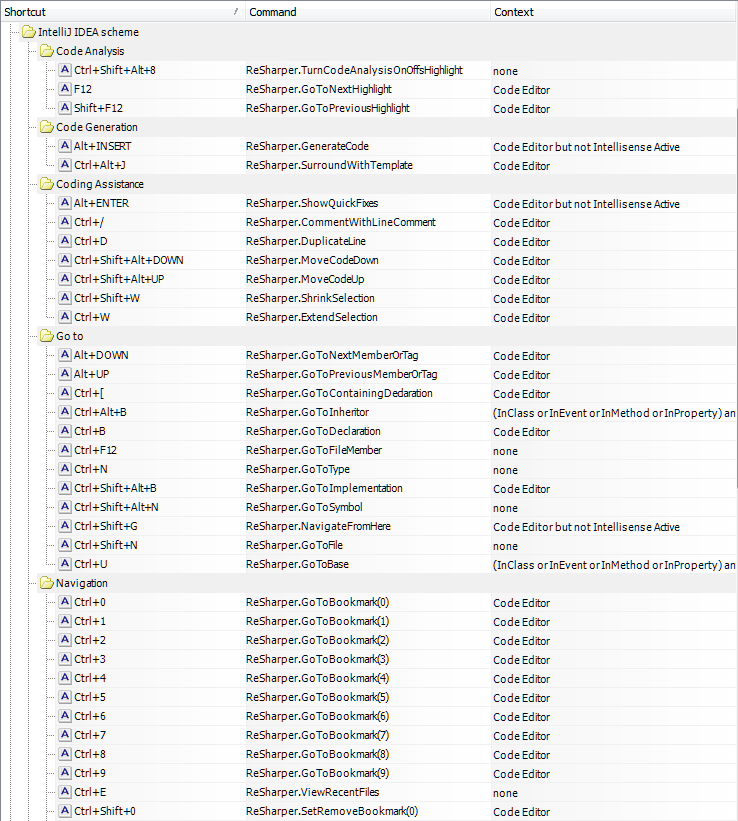 Shortcut / Command Context
IntelliJ IDEA scheme
Code Analysis
Ctrl+Shift+Alt+8 ReSharper.TurnCodeAnalysisOnOffsHighlight none
F12 ReSharper.GoToNextHighlight Code Editor
Shift+F12 ReSharper.GoToPreviousHighlight Code Editor
Code Generation
Alt+INSERT ReSharper.GenerateCode Code Editor but not Intellisense Active
Ctrl+Alt+J ReSharper.SurroundWithTemplate Code Editor
Coding Assistance
Alt+ENTER ReSharper.ShowQuickFixes Code Editor but not Intellisense Active
Ctrl+/ ReSharper.CommentWithLineComment Code Editor
Ctrl+D ReSharper.DuplicateLine Code Editor
Ctrl+Shift+Alt+DOWN ReSharper.MoveCodeDown Code Editor
Ctrl+Shift+Alt+UP ReSharper.MoveCodeUp Code Editor
Ctrl+Shift+W ReSharper.ShrinkSelection Code Editor
Ctrl+W ReSharper.ExtendSelection Code Editor
Go to
Alt+DOWN ReSharper.GoToNextMemberOrTag Code Editor
Alt+UP ReSharper.GoToPreviousMemberOrTag Code Editor
Ctrl+[ ReSharper.GoToContainingDedaration Code Editor
Ctrl+Alt+B ReSharper.GoToInheritor (InClass or InEvent or InMethod or InProperty) an
Ctrl+B ReSharper.GoToDeclaration Code Editor
Ctrl+F12 ReSharper.GoToFileMember none
Ctrl+N ReSharper.GoToType none
Ctrl+Shift+Alt+B ReSharper.GoToImplementation Code Editor
Ctrl+Shift+Alt+N ReSharper.GoToSymbol none
Ctrl+Shift+G ReSharper.NavigateFromHere Code Editor but not Intellisense Active
Ctrl+Shift+N ReSharper.GoToFile none
Ctrl+U ReSharper.GoToBase (InClass or InEvent or InMethod or InProperty) an
Navigation
Ctrl+0 ReSharper.GoToBookmark(0) Code Editor
Ctrl+1 ReSharper.GoToBookmark(1) Code Editor
Ctrl+2 ReSharper.GoToBookmark(2) Code Editor
Ctrl+3 ReSharper.GoToBookmark(3) Code Editor
Ctrl+4 ReSharper.GoToBookmark(4) Code Editor
Ctrl+5 ReSharper.GoToBookmark(5) Code Editor
Ctrl+6 ReSharper.GoToBookmark(6) Code Editor
Ctrl+7 ReSharper.GoToBookmark(7) Code Editor
Ctrl+8 ReSharper.GoToBookmark(8) Code Editor
Ctrl+9 ReSharper.GoToBookmark(9) Code Editor
Ctrl+E ReSharper.ViewRecentFiles none
Ctrl+Shift+0 ReSharper.SetRemoveBookmark(0) Code Editor